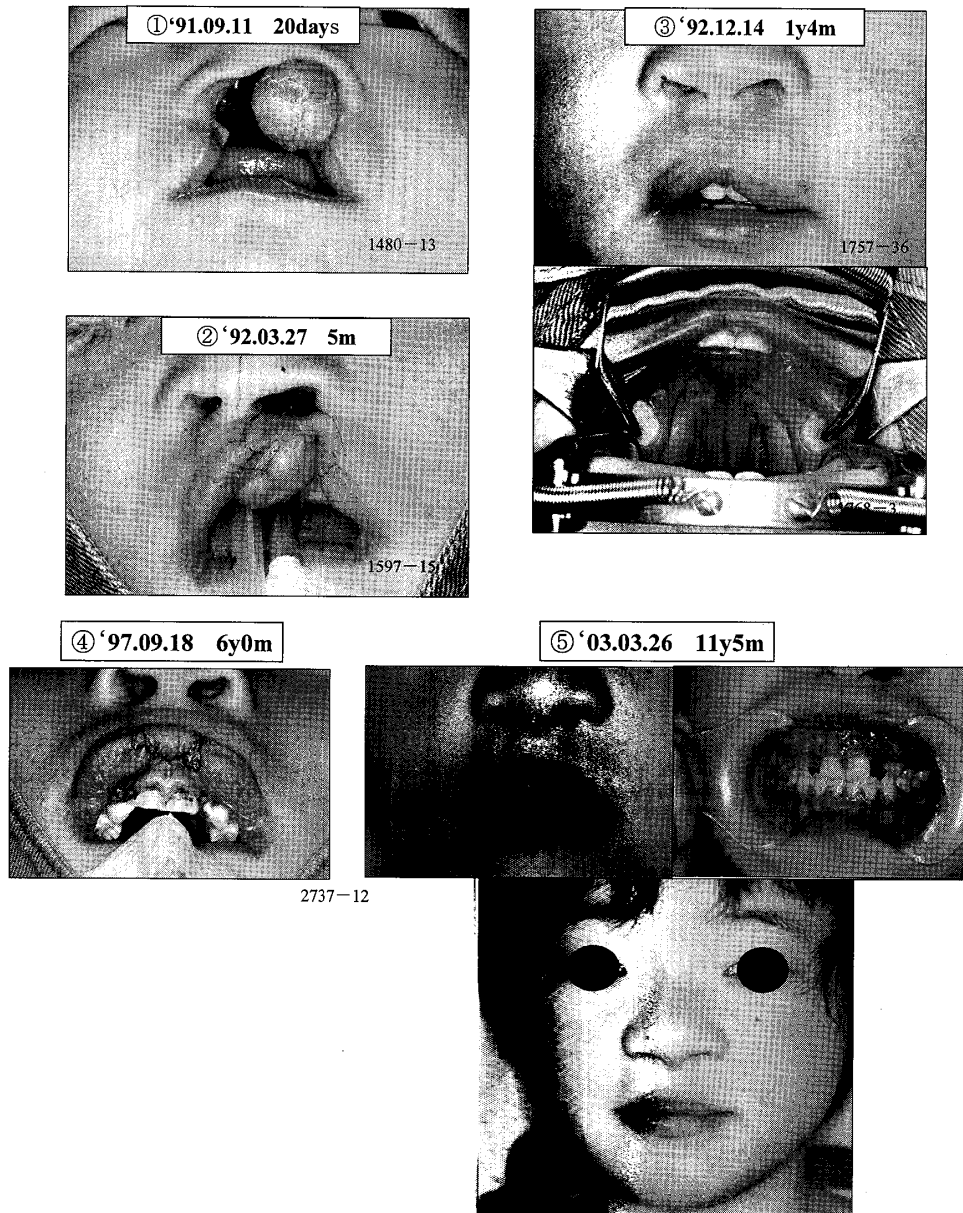 ①‘91.09.11 20days
1480−13
②‘92.03.27 5m
1597−15
③‘92.12.14 1y4m
1757−36
④‘97.09.18 6y0m
2737−12
⑤‘03.03.26 11y5m